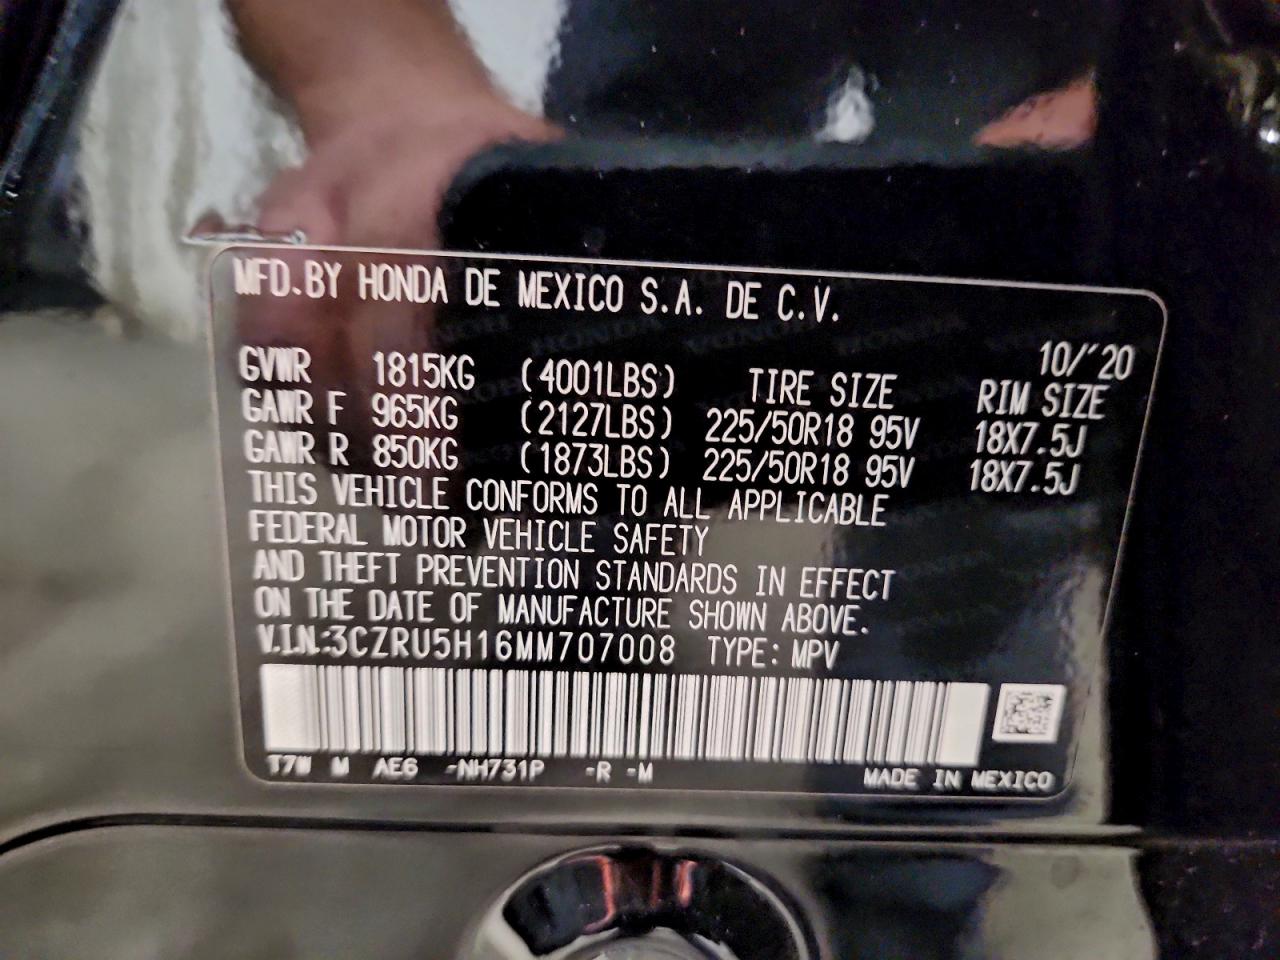 MFD.BY HONDA DE MEXICO S.A. DE C.V.
10/'20
GVWR 1815KG (4001LBS) TIRE SIZE RIM SIZE
GAWR F 965KG (2127LBS) 225/50R18 95V 18X7.5J
GAWR R 850KG (1873LBS) 225/50R18 95V 18X7.5J
THIS VEHICLE CONFORMS TO ALL APPLICABLE
FEDERAL MOTOR VEHICLE SAFETY
AND THEFT PREVENTION STANDARDS IN EFFECT
ON THE DATE OF MANUFACTURE SHOWN ABOVE.
V.I.N.:3CZRU5H16MM707008 TYPE: MPV
T7W M AE6 -NH731P -R -M MADE IN MEXICO